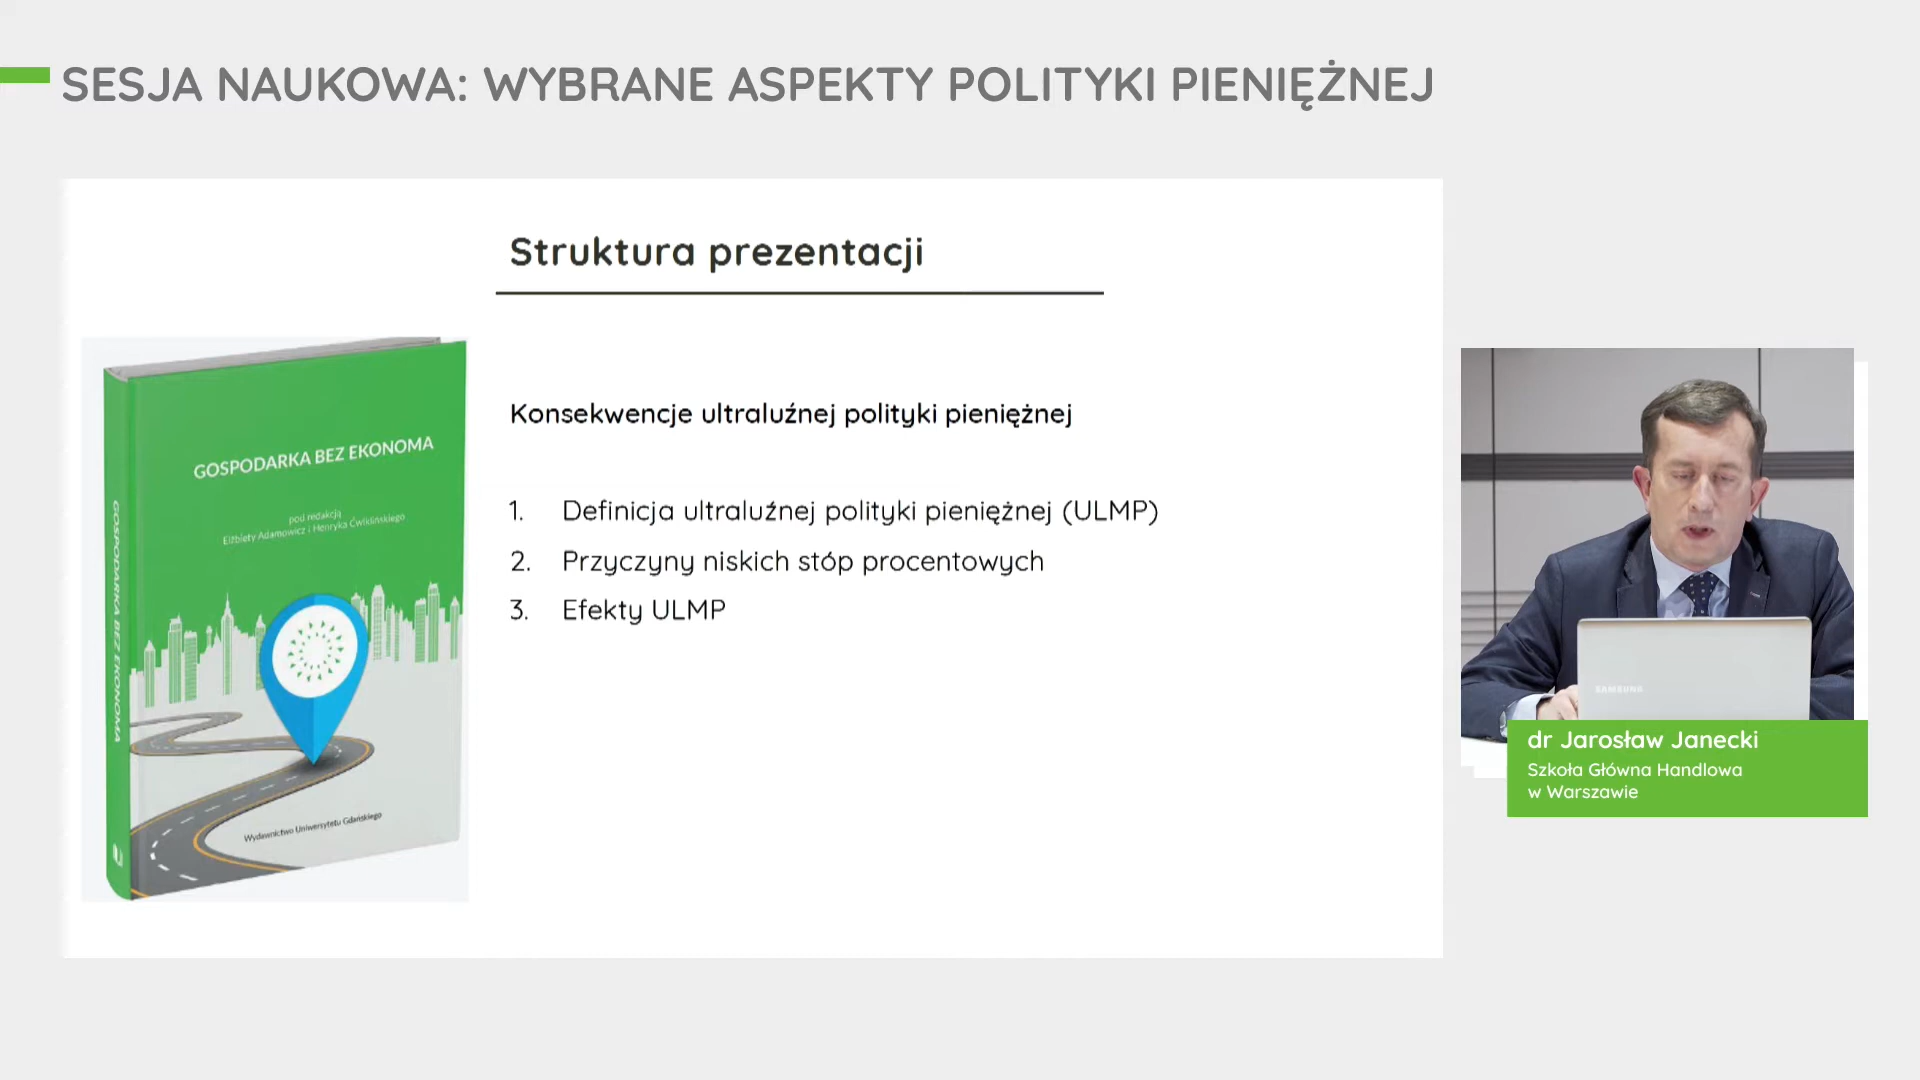 SESJA NAUKOWA: WYBRANE ASPEKTY POLITYKI PIENIĘŻNEJ
Struktura prezentacji
Konsekwencje ultraluźnej polityki pieniężnej
1. Definicja ultraluźnej polityki pieniężnej (ULMP)
2. Przyczyny niskich stóp procentowych
3. Efekty ULMP
GOSPODARKA BEZ EKONOMA
pod redakcją
Elżbiety Adamowicz i Henryka Ćwiklińskiego
GOSPODARKA BEZ EKONOMA
Wydawnictwo Uniwersytetu Gdańskiego
SAMSUNG
dr Jarosław Janecki
Szkoła Główna Handlowa
w Warszawie